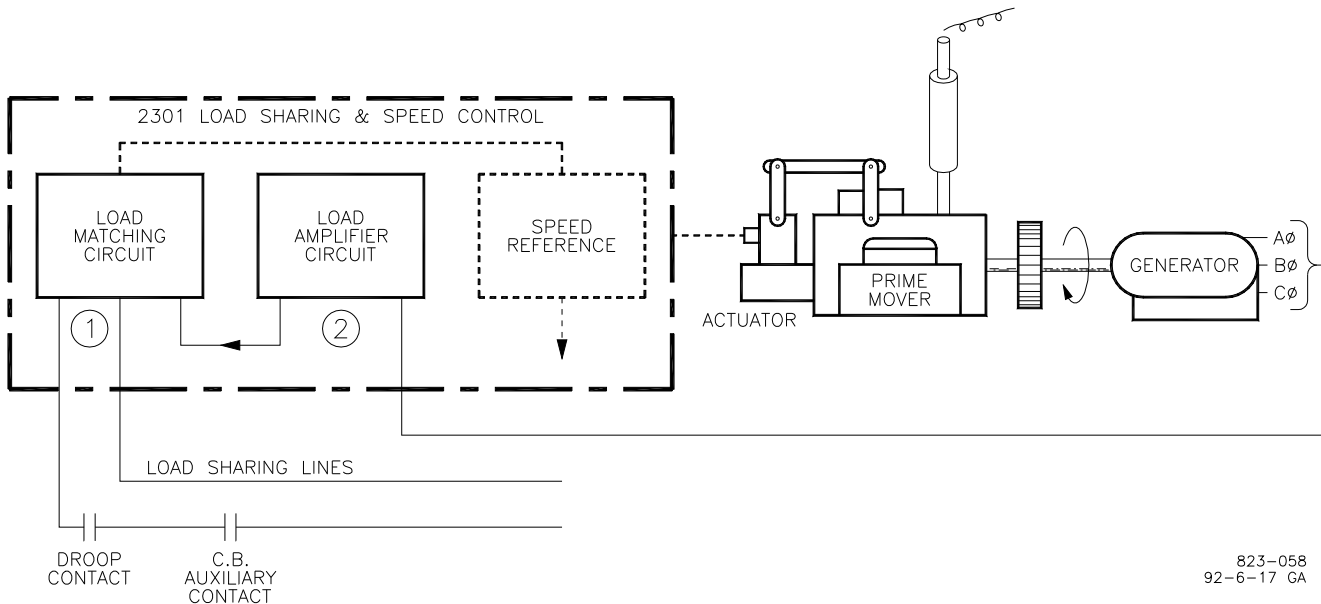 2301 LOAD SHARING & SPEED CONTROL
LOAD
MATCHING
CIRCUIT
LOAD
AMPLIFIER
CIRCUIT
SPEED
REFERENCE
1
2
ACTUATOR
PRIME
MOVER
GENERATOR
AØ
BØ
CØ
LOAD SHARING LINES
DROOP
CONTACT
C.B.
AUXILIARY
CONTACT
823-058
92-6-17 GA